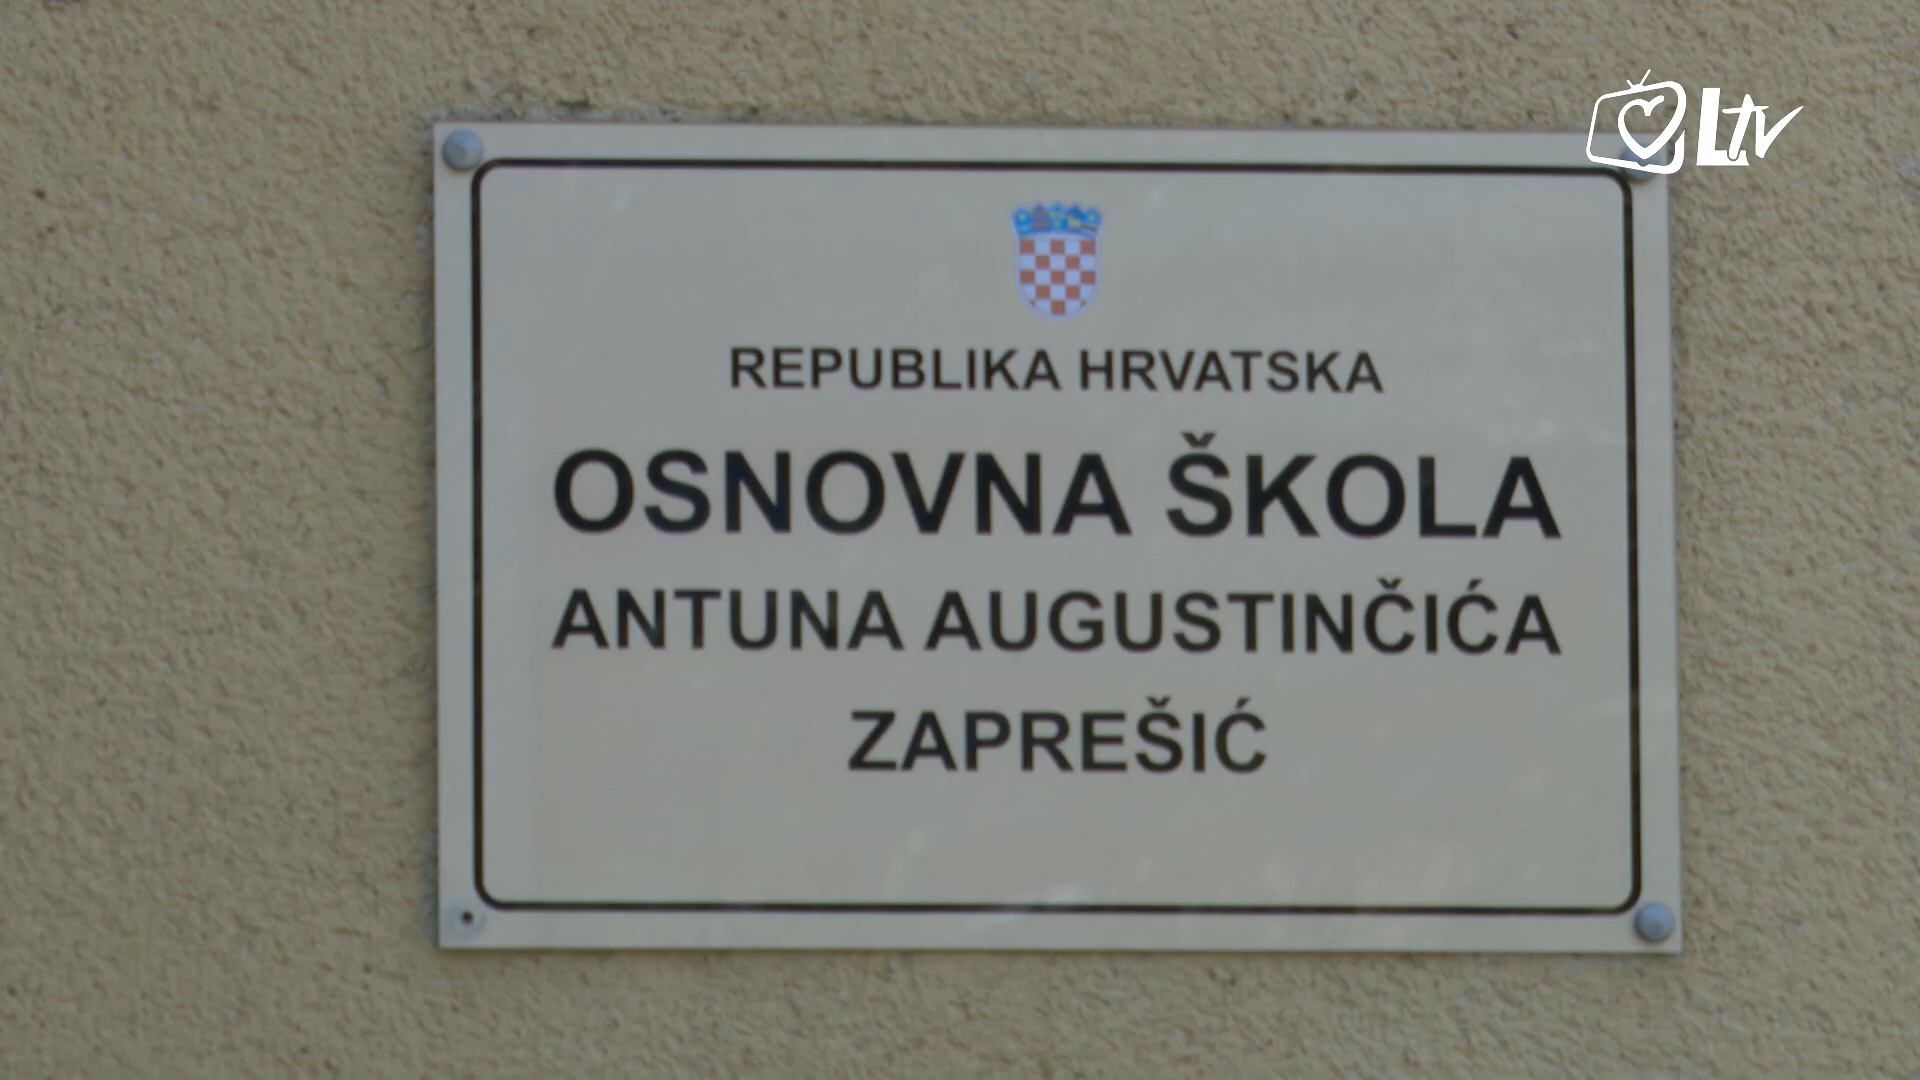 Ltv
REPUBLIKA HRVATSKA
OSNOVNA ŠKOLA
ANTUNA AUGUSTINČIĆA
ZAPREŠIĆ